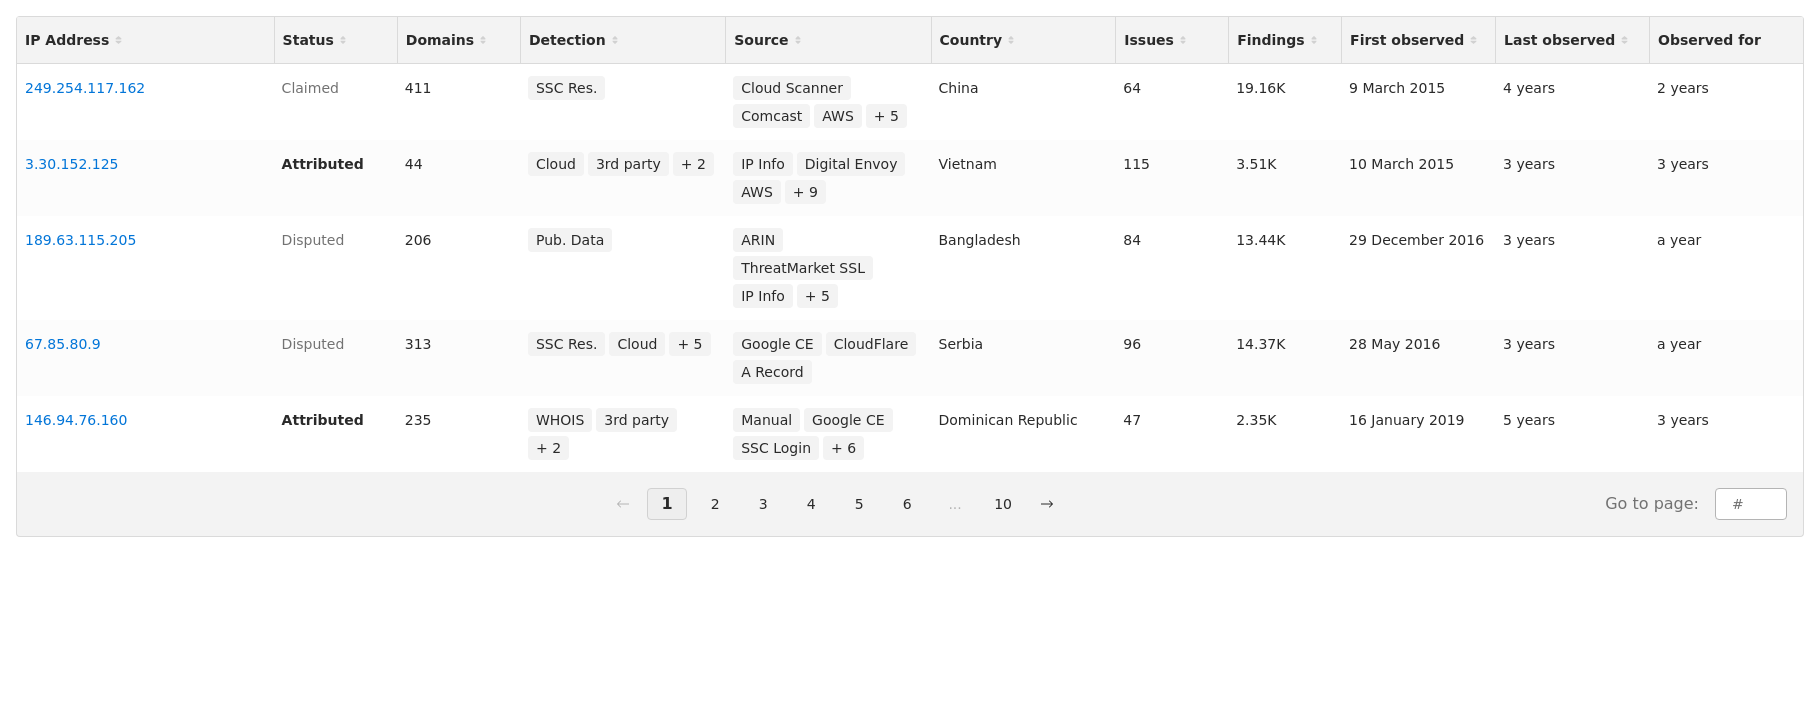 IP Address Status Domains Detection Source Country Issues Findings First observed Last observed Observed for
249.254.117.162 Claimed 411 SSC Res. Cloud Scanner China 64 19.16K 9 March 2015 4 years 2 years
Comcast AWS + 5
3.30.152.125 Attributed 44 Cloud 3rd party + 2 IP Info Digital Envoy Vietnam 115 3.51K 10 March 2015 3 years 3 years
AWS + 9
189.63.115.205 Disputed 206 Pub. Data ARIN Bangladesh 84 13.44K 29 December 2016 3 years a year
ThreatMarket SSL
IP Info + 5
67.85.80.9 Disputed 313 SSC Res. Cloud + 5 Google CE CloudFlare Serbia 96 14.37K 28 May 2016 3 years a year
A Record
146.94.76.160 Attributed 235 WHOIS 3rd party Manual Google CE Dominican Republic 47 2.35K 16 January 2019 5 years 3 years
+ 2 SSC Login + 6
← 1 2 3 4 5 6 ... 10 → Go to page: #